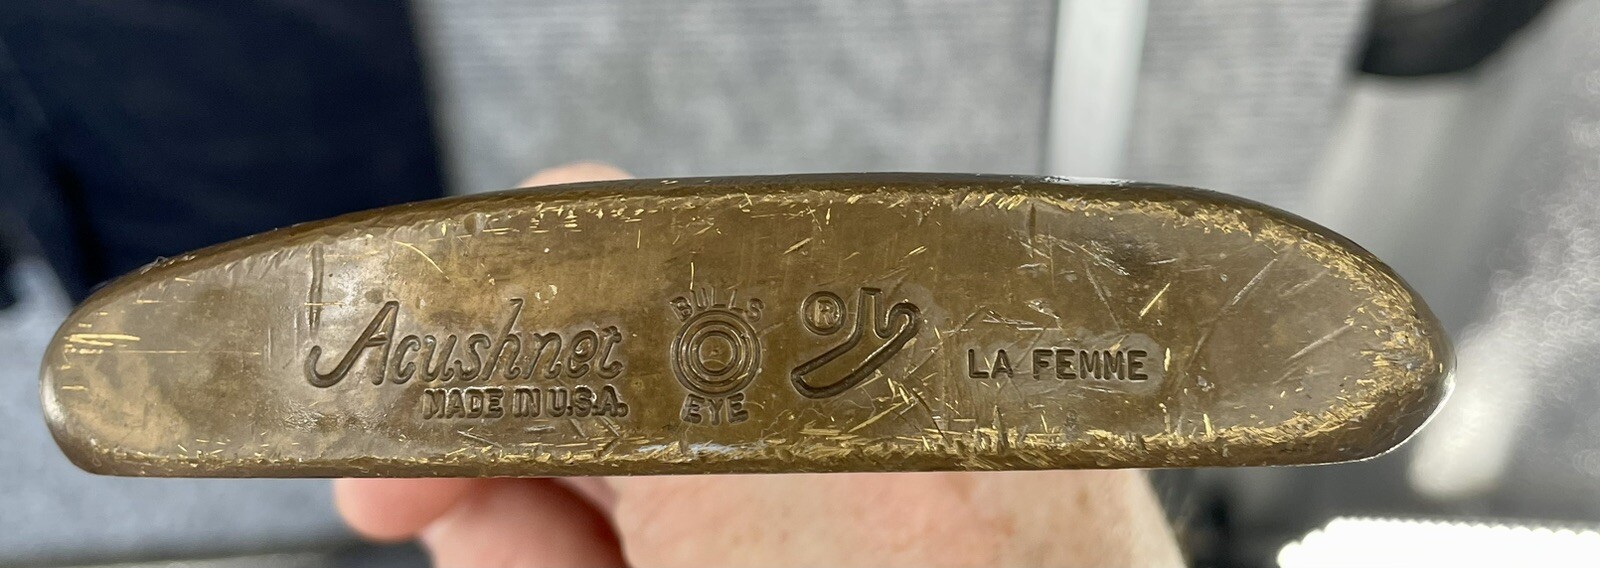 Acushnet
MADE IN U.S.A.
BULLS
EYE
®
LA FEMME